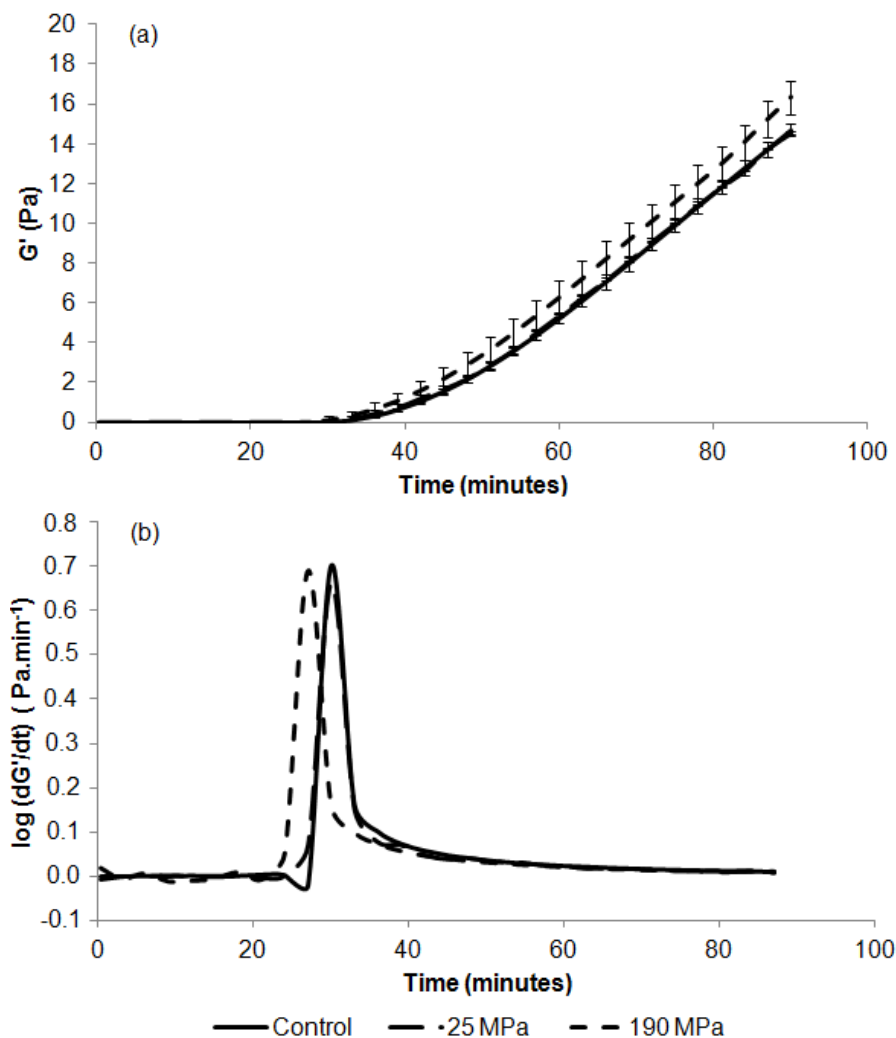 (a)
20
18
16
14
12
10
8
6
4
2
0
G' (Pa)
0 20 40 60 80 100
Time (minutes)
(b)
0.8
0.7
0.6
0.5
0.4
0.3
0.2
0.1
0.0
-0.1
log (dG'/dt) ( Pa.min-1)
0 20 40 60 80 100
Time (minutes)
Control 25 MPa 190 MPa